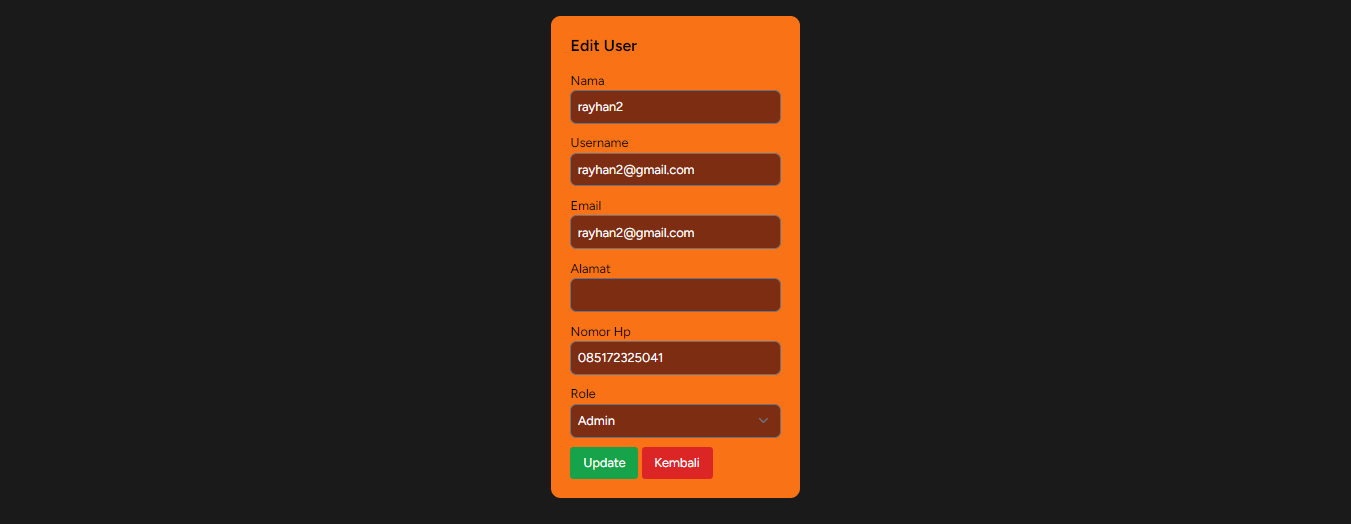 Edit User
Nama
rayhan2
Username
rayhan2@gmail.com
Email
rayhan2@gmail.com
Alamat
Nomor Hp
085172325041
Role
Admin
Update Kembali